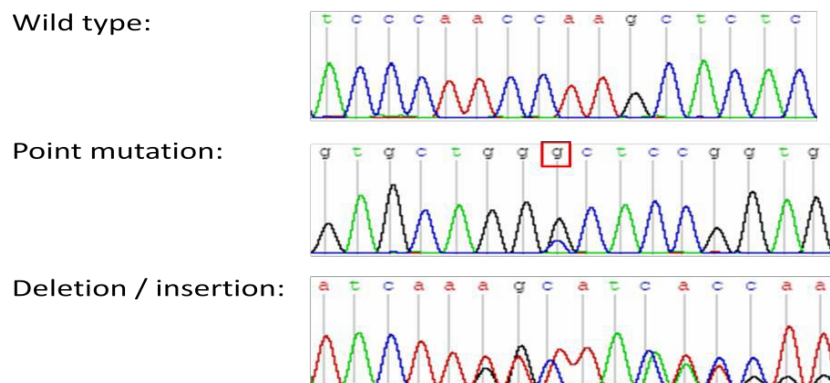 Wild type:
t c c c a a c c a a g c t c t c
Point mutation:
g t g c t g g g c t c c g g t g
Deletion / insertion:
a t c a a a g c a t c a c c a a